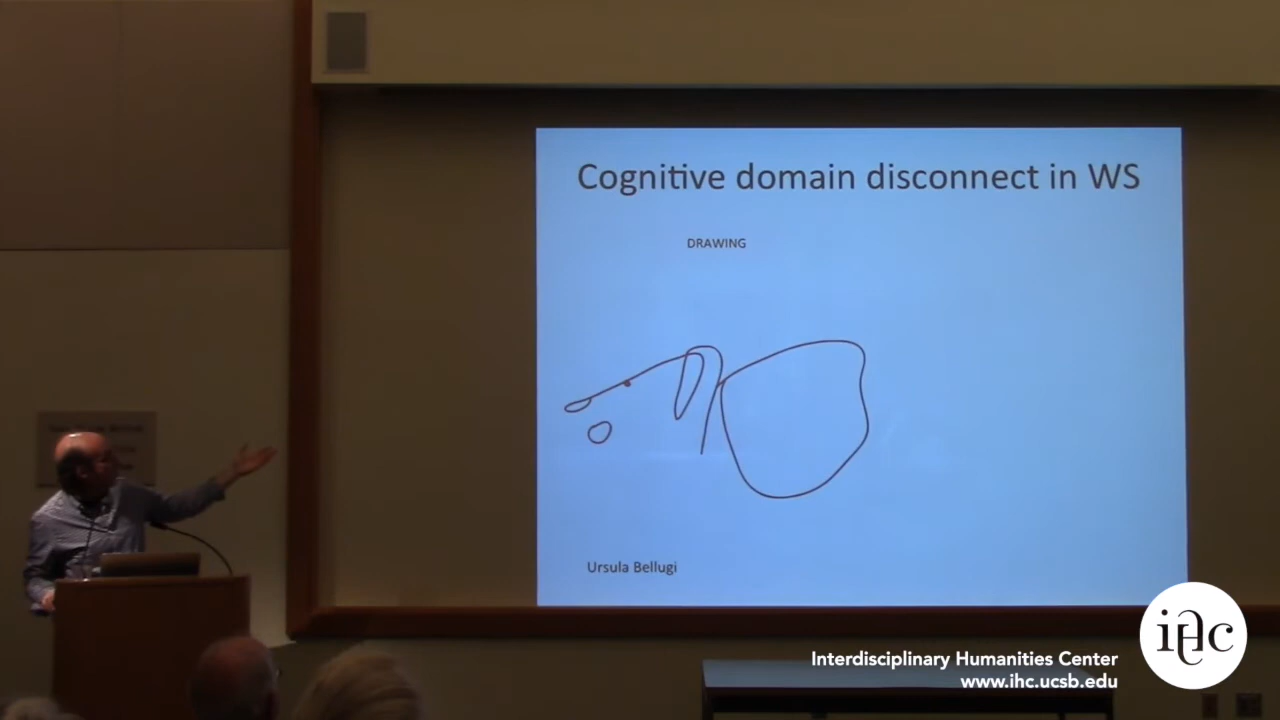 Cognitive domain disconnect in WS
DRAWING
Ursula Bellugi
ihc
Interdisciplinary Humanities Center
www.ihc.ucsb.edu